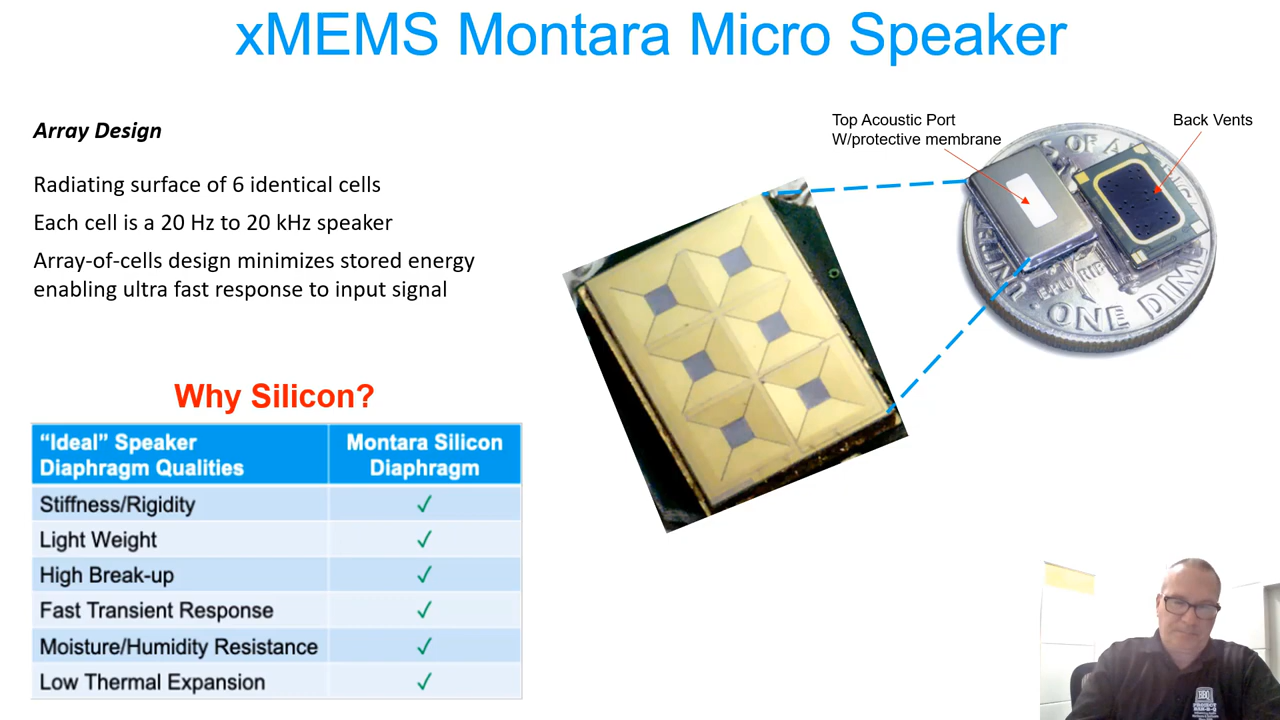 xMEMS Montara Micro Speaker
Array Design
Radiating surface of 6 identical cells
Each cell is a 20 Hz to 20 kHz speaker
Array-of-cells design minimizes stored energy
enabling ultra fast response to input signal
Top Acoustic Port
W/protective membrane
Back Vents
ONE DIME
Why Silicon?
“Ideal” Speaker
Diaphragm Qualities
Montara Silicon
Diaphragm
Stiffness/Rigidity ✓
Light Weight ✓
High Break-up ✓
Fast Transient Response ✓
Moisture/Humidity Resistance ✓
Low Thermal Expansion ✓
BBQ